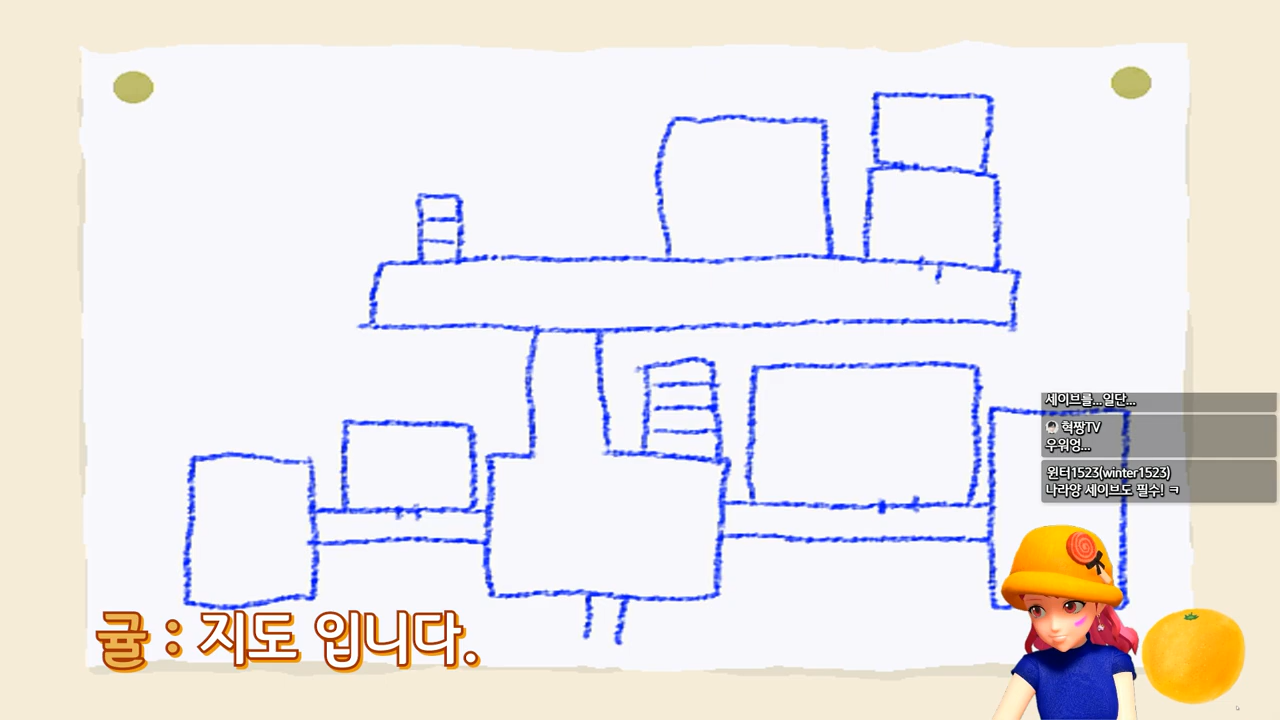 세이브를...일단...
혁짱TV
우워엉...
윈터1523(winter1523)
나라양 세이브도 필수! ㅋ
귤 : 지도 입니다.